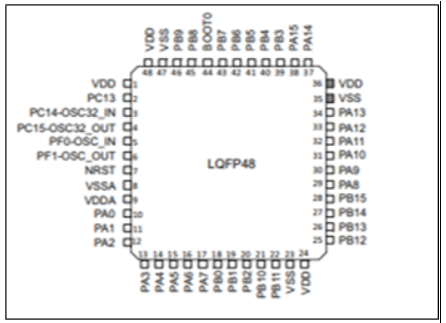 VDD VSS PB9 PB8 BOOT0 PB7 PB6 PB5 PB4 PB3 PA15 PA14
48 47 46 45 44 43 42 41 40 39 38 37
VDD 1 36 VDD
PC13 2 35 VSS
PC14-OSC32_IN 3 34 PA13
PC15-OSC32_OUT 4 33 PA12
PF0-OSC_IN 5 32 PA11
PF1-OSC_OUT 6 31 PA10
NRST 7 LQFP48 30 PA9
VSSA 8 29 PA8
VDDA 9 28 PB15
PA0 10 27 PB14
PA1 11 26 PB13
PA2 12 25 PB12
13 14 15 16 17 18 19 20 21 22 23 24
PA3 PA4 PA5 PA6 PA7 PB0 PB1 PB2 PB10 PB11 VSS VDD